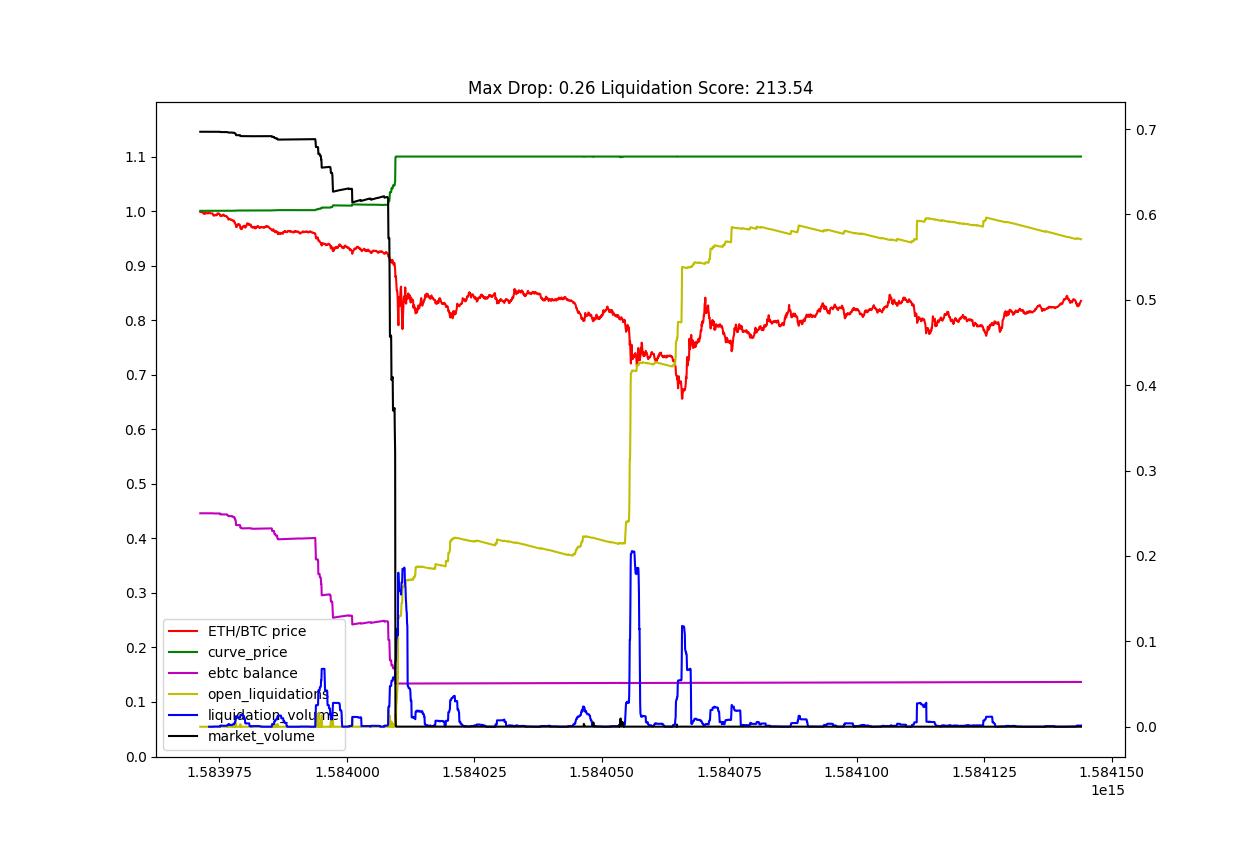 Max Drop: 0.26 Liquidation Score: 213.54
1.1
1.0
0.9
0.8
0.7
0.6
0.5
0.4
0.3
0.2
0.1
0.0
0.7
0.6
0.5
0.4
0.3
0.2
0.1
0.0
ETH/BTC price
curve_price
ebtc balance
open_liquidations
liquidation_volume
market_volume
1.583975 1.584000 1.584025 1.584050 1.584075 1.584100 1.584125 1.584150
1e15